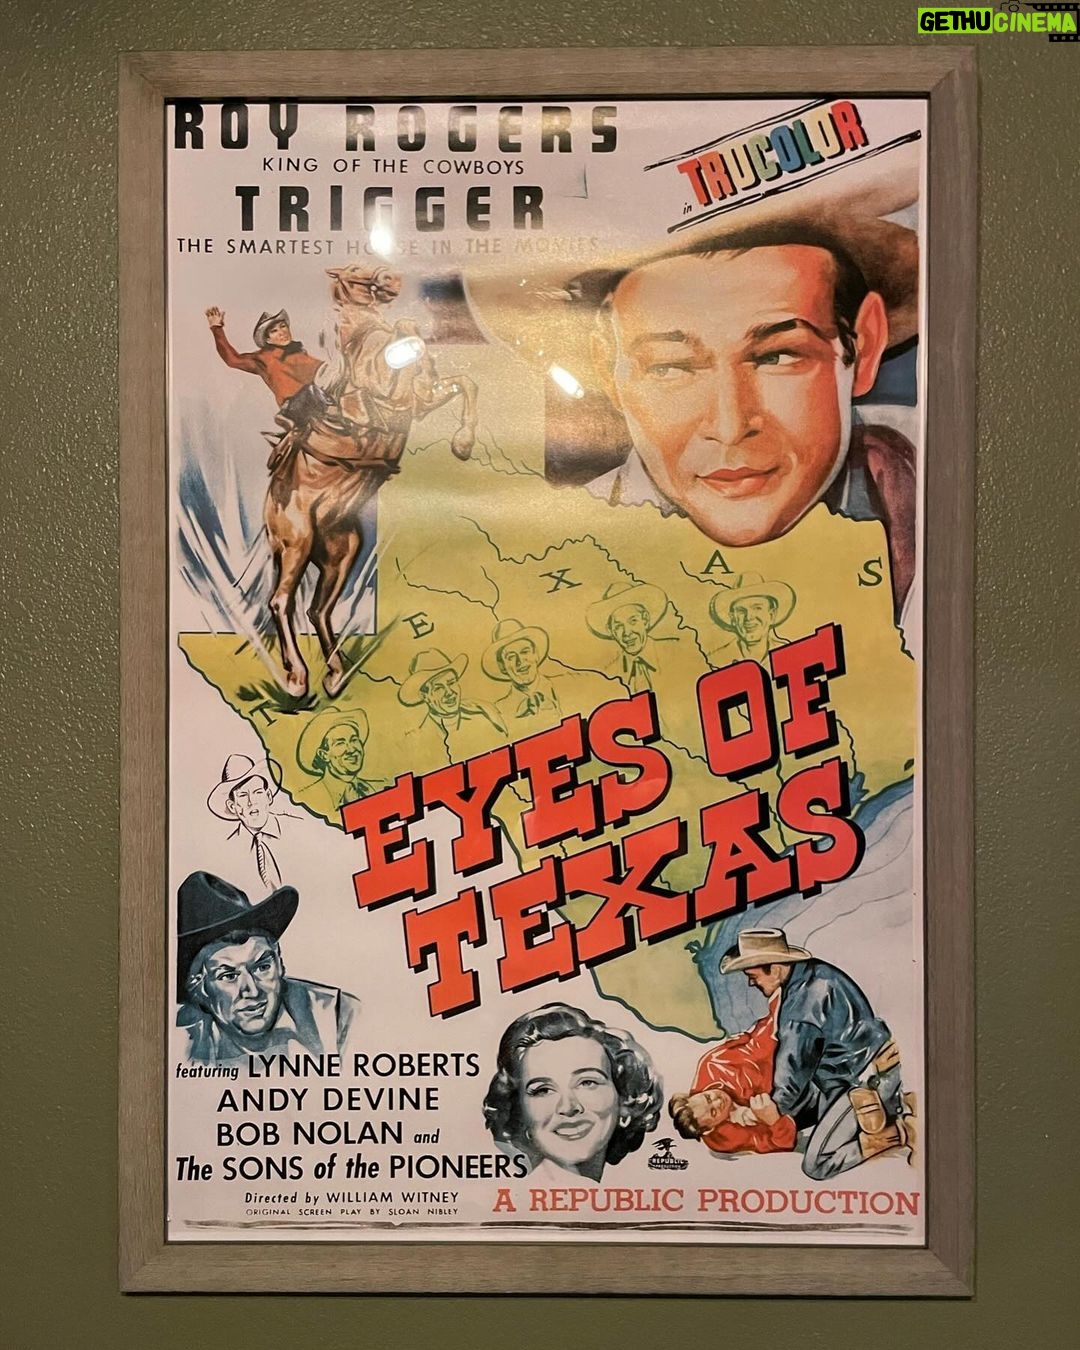 GETHUCINEMA
ROY ROGERS
KING OF THE COWBOYS
TRIGGER
THE SMARTEST HORSE IN THE MOVIES
in TRUCOLOR
TEXAS
EYES OF
TEXAS
featuring LYNNE ROBERTS
ANDY DEVINE
BOB NOLAN and
The SONS of the PIONEERS
Directed by WILLIAM WITNEY
ORIGINAL SCREEN PLAY BY SLOAN NIBLEY
REPUBLIC
A REPUBLIC PRODUCTION